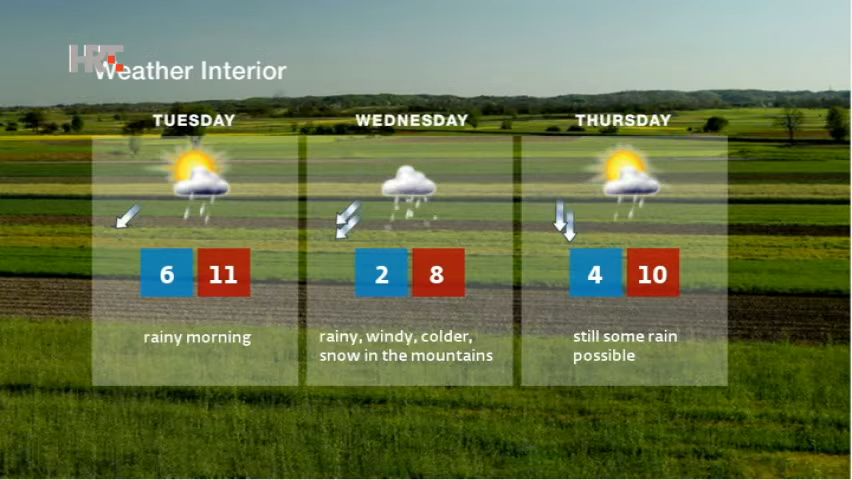 HRT
Weather Interior
TUESDAY
WEDNESDAY
THURSDAY
6 11
2 8
4 10
rainy morning
rainy, windy, colder,
snow in the mountains
still some rain
possible